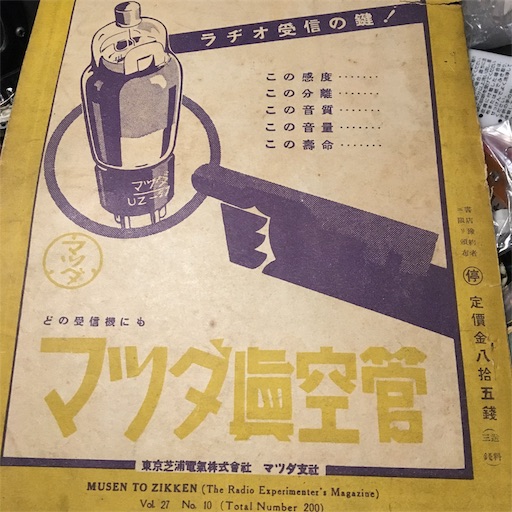 ラヂオ受信の鍵!
この感度・・・・・・・
この分離・・・・・・・
この音質・・・・・・・
この音量・・・・・・・
この壽命・・・・・・・
マツダ
UZ-
マツダ
どの受信機にも
マツダ眞空管
東京芝浦電氣株式會社 マツダ支社
MUSEN TO ZIKKEN (The Radio Experimenter's Magazine)
Vol. 27 No. 10 (Total Number 200)
停 定價金八拾五錢